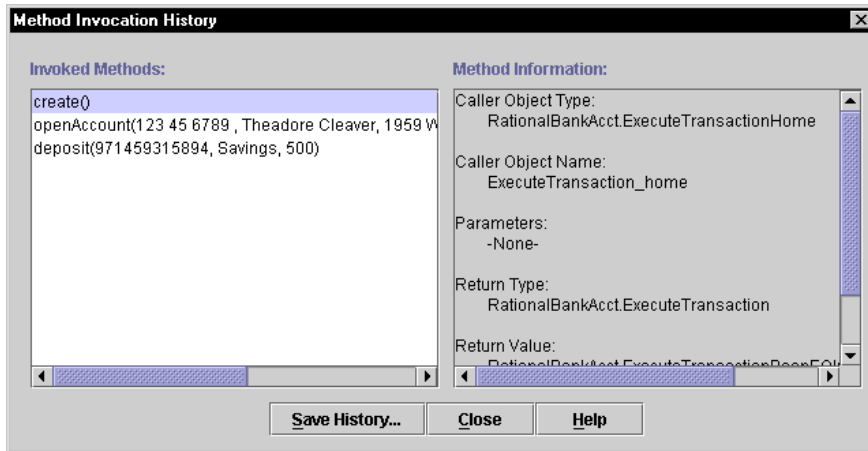 Method Invocation History
Invoked Methods:
create()
openAccount(123 45 6789 , Theadore Cleaver, 1959 W
deposit(971459315894, Savings, 500)
Method Information:
Caller Object Type:
RationalBankAcct.ExecuteTransactionHome
Caller Object Name:
ExecuteTransaction_home
Parameters:
-None-
Return Type:
RationalBankAcct.ExecuteTransaction
Return Value:
Save History...
Close
Help